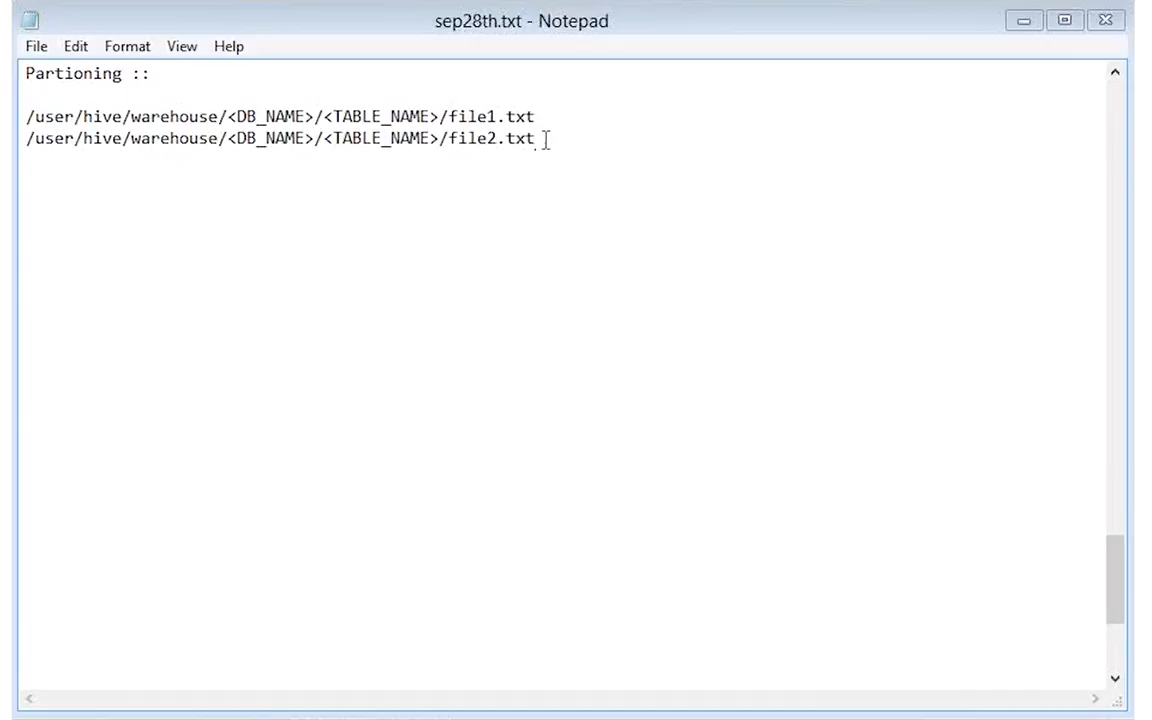 sep28th.txt - Notepad
File Edit Format View Help
Partioning ::
/user/hive/warehouse/<DB_NAME>/<TABLE_NAME>/file1.txt
/user/hive/warehouse/<DB_NAME>/<TABLE_NAME>/file2.txt